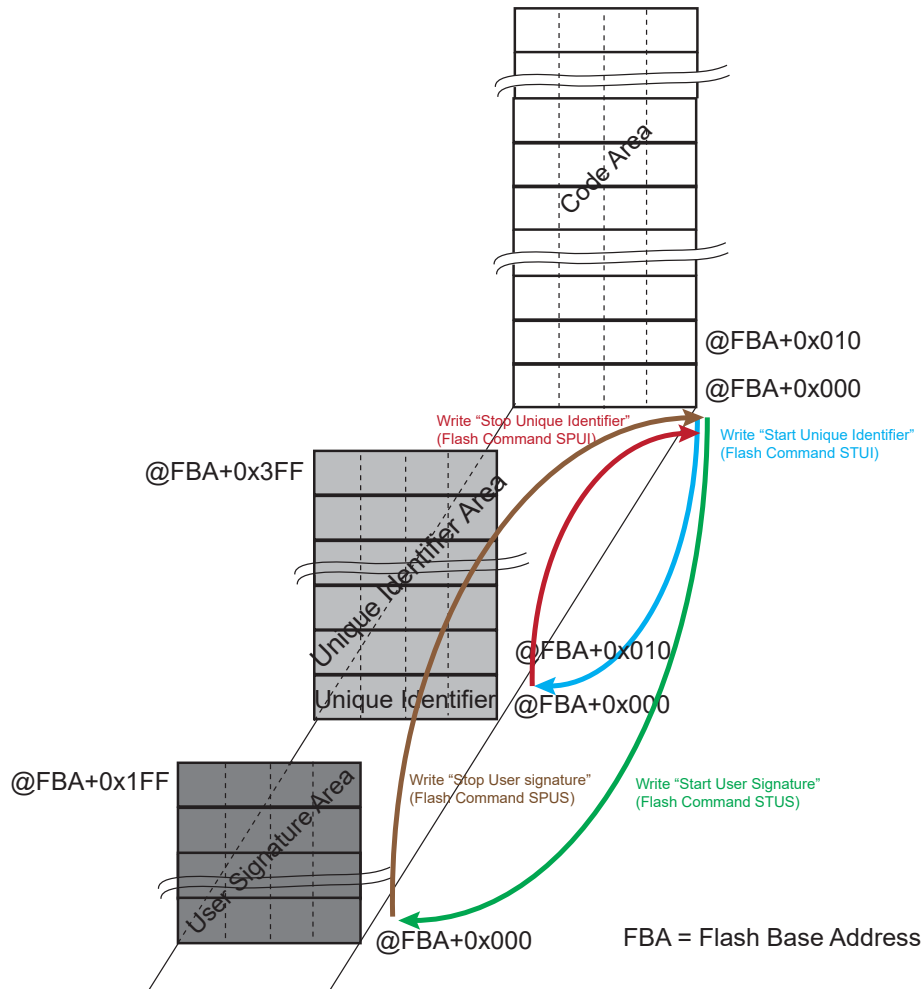 Code Area
@FBA+0x010
@FBA+0x000
Write “Stop Unique Identifier”
(Flash Command SPUI)
Write “Start Unique Identifier”
(Flash Command STUI)
@FBA+0x3FF
Unique Identifier Area
@FBA+0x010
Unique Identifier
@FBA+0x000
@FBA+0x1FF
User Signature Area
Write “Stop User signature”
(Flash Command SPUS)
Write “Start User Signature”
(Flash Command STUS)
@FBA+0x000
FBA = Flash Base Address